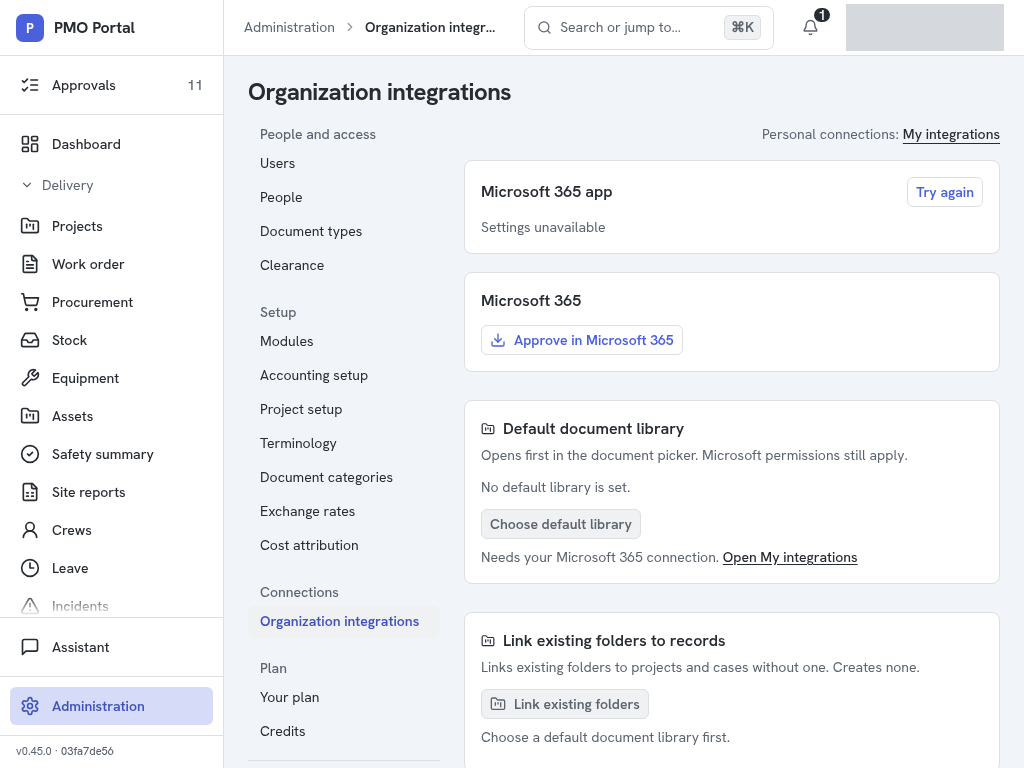 P
PMO Portal
Administration > Organization integr...
Search or jump to...
⌘K
1
Approvals
11
Dashboard
Delivery
Projects
Work order
Procurement
Stock
Equipment
Assets
Safety summary
Site reports
Crews
Leave
Incidents
Assistant
Administration
v0.45.0 · 03fa7de56
Organization integrations
People and access
Users
People
Document types
Clearance
Setup
Modules
Accounting setup
Project setup
Terminology
Document categories
Exchange rates
Cost attribution
Connections
Organization integrations
Plan
Your plan
Credits
Personal connections: My integrations
Microsoft 365 app
Try again
Settings unavailable
Microsoft 365
Approve in Microsoft 365
Default document library
Opens first in the document picker. Microsoft permissions still apply.
No default library is set.
Choose default library
Needs your Microsoft 365 connection. Open My integrations
Link existing folders to records
Links existing folders to projects and cases without one. Creates none.
Link existing folders
Choose a default document library first.